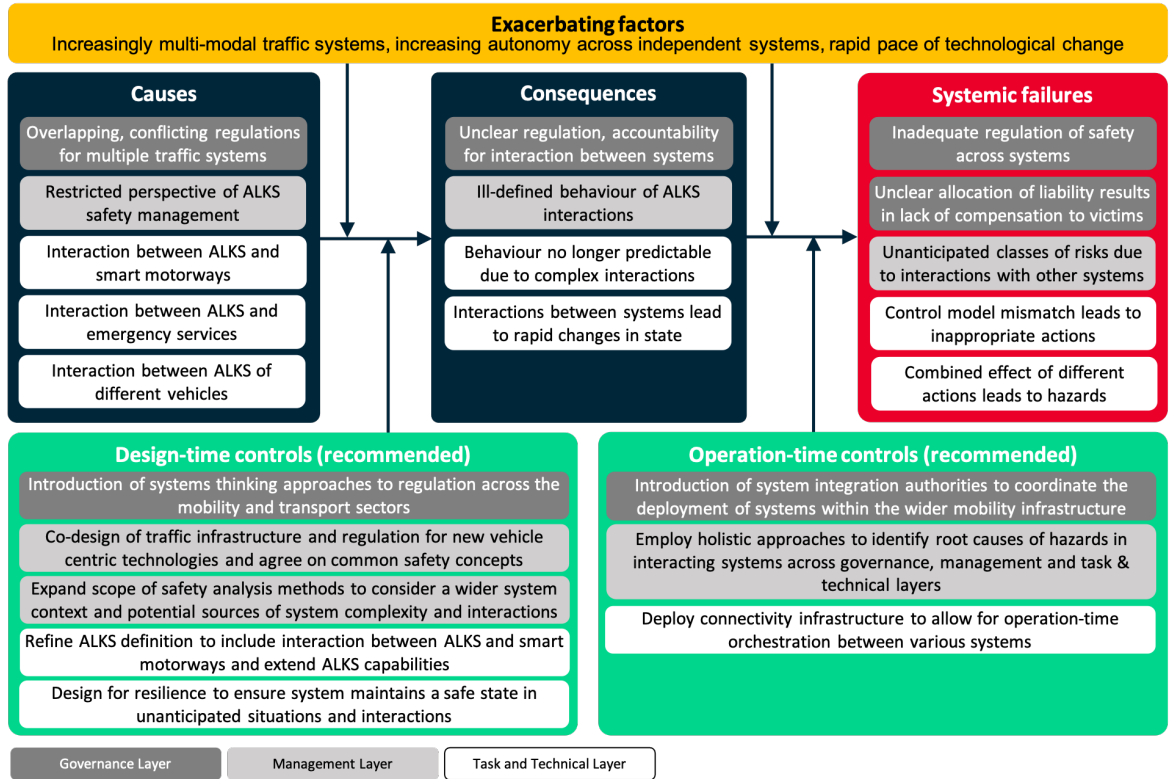 Exacerbating factors
Increasingly multi-modal traffic systems, increasing autonomy across independent systems, rapid pace of technological change
Causes
Overlapping, conflicting regulations
for multiple traffic systems
Restricted perspective of ALKS
safety management
Interaction between ALKS and
smart motorways
Interaction between ALKS and
emergency services
Interaction between ALKS of
different vehicles
Consequences
Unclear regulation, accountability
for interaction between systems
Ill-defined behaviour of ALKS
interactions
Behaviour no longer predictable
due to complex interactions
Interactions between systems lead
to rapid changes in state
Systemic failures
Inadequate regulation of safety
across systems
Unclear allocation of liability results
in lack of compensation to victims
Unanticipated classes of risks due
to interactions with other systems
Control model mismatch leads to
inappropriate actions
Combined effect of different
actions leads to hazards
Design-time controls (recommended)
Introduction of systems thinking approaches to regulation across the
mobility and transport sectors
Co-design of traffic infrastructure and regulation for new vehicle
centric technologies and agree on common safety concepts
Expand scope of safety analysis methods to consider a wider system
context and potential sources of system complexity and interactions
Refine ALKS definition to include interaction between ALKS and smart
motorways and extend ALKS capabilities
Design for resilience to ensure system maintains a safe state in
unanticipated situations and interactions
Operation-time controls (recommended)
Introduction of system integration authorities to coordinate the
deployment of systems within the wider mobility infrastructure
Employ holistic approaches to identify root causes of hazards in
interacting systems across governance, management and task &
technical layers
Deploy connectivity infrastructure to allow for operation-time
orchestration between various systems
Governance Layer
Management Layer
Task and Technical Layer